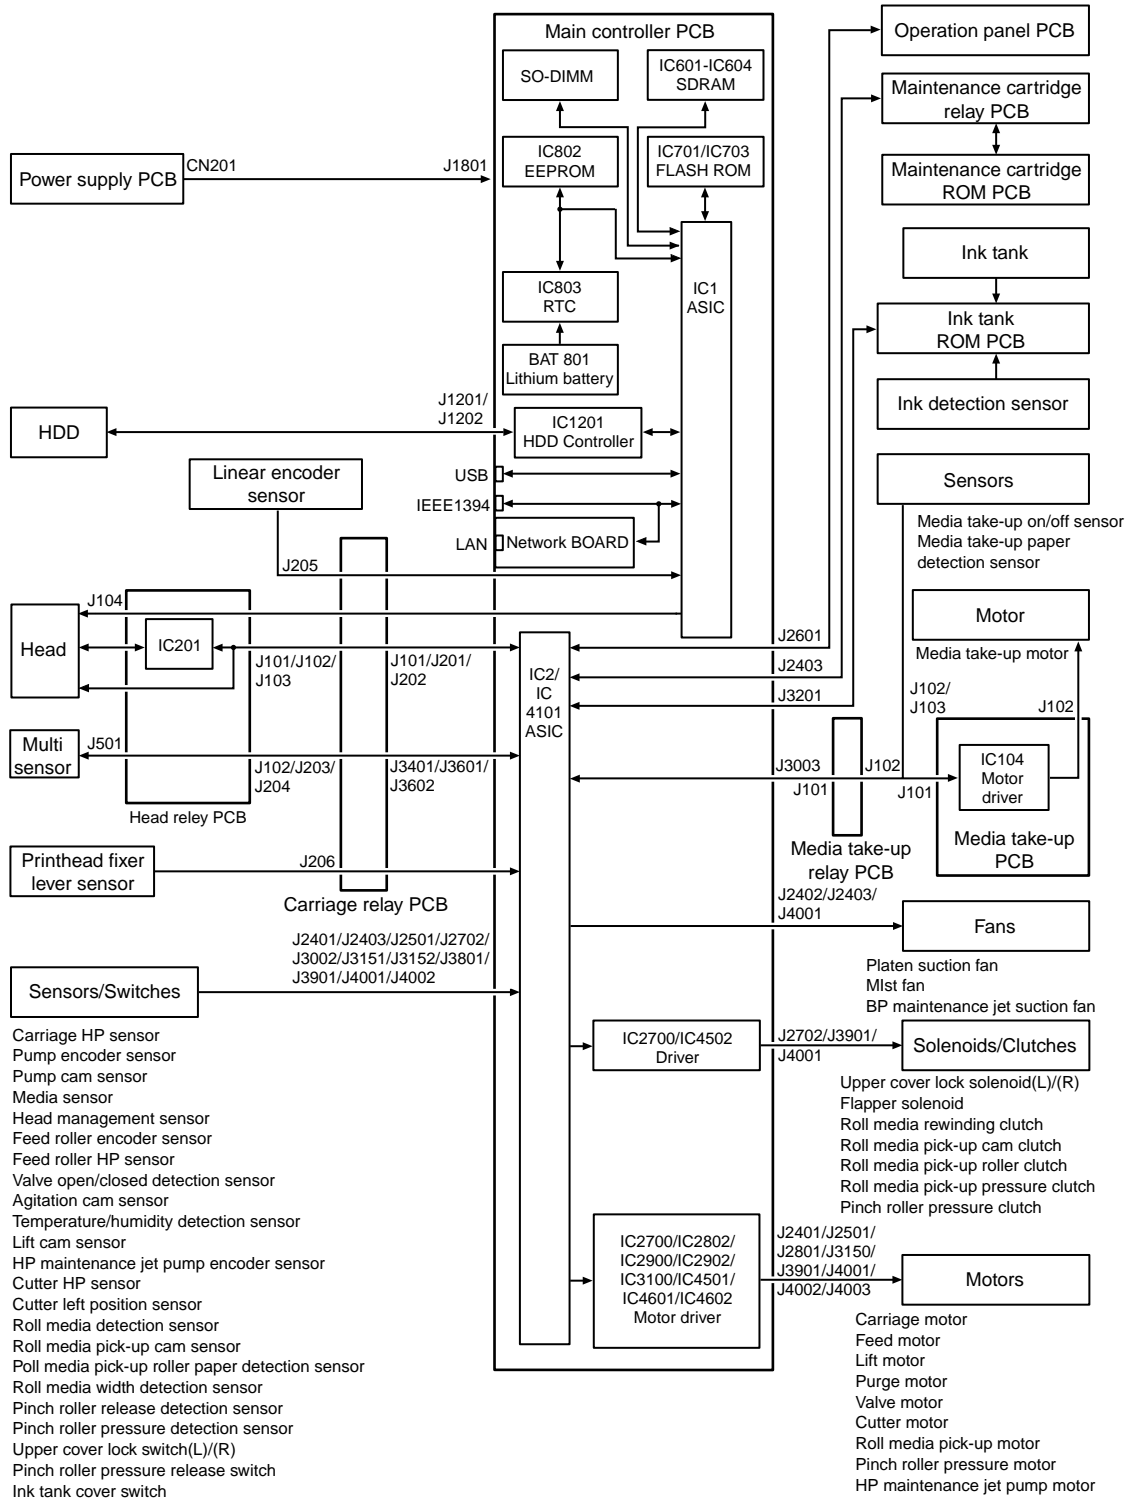 Main controller PCB
Operation panel PCB
SO-DIMM
IC601-IC604
SDRAM
Maintenance cartridge
relay PCB
Power supply PCB
CN201
J1801
IC802
EEPROM
IC701/IC703
FLASH ROM
Maintenance cartridge
ROM PCB
Ink tank
IC803
RTC
IC1
ASIC
Ink tank
ROM PCB
BAT 801
Lithium battery
Ink detection sensor
HDD
J1201/
J1202
IC1201
HDD Controller
Linear encoder
sensor
USB
IEEE1394
LAN
Network BOARD
Sensors
Media take-up on/off sensor
Media take-up paper
detection sensor
J205
J104
Head
IC201
J101/J102/
J103
J101/J201/
J202
IC2/
IC
4101
ASIC
J2601
J2403
J3201
Motor
Media take-up motor
J102/
J103
J102
Multi
sensor
J501
J102/J203/
J204
J3401/J3601/
J3602
Head reley PCB
J3003
J101
J102
J101
IC104
Motor
driver
Media take-up
PCB
Media take-up
relay PCB
Printhead fixer
lever sensor
J206
Carriage relay PCB
J2402/J2403/
J4001
Fans
Platen suction fan
MIst fan
BP maintenance jet suction fan
J2401/J2403/J2501/J2702/
J3002/J3151/J3152/J3801/
J3901/J4001/J4002
Sensors/Switches
Carriage HP sensor
Pump encoder sensor
Pump cam sensor
Media sensor
Head management sensor
Feed roller encoder sensor
Feed roller HP sensor
Valve open/closed detection sensor
Agitation cam sensor
Temperature/humidity detection sensor
Lift cam sensor
HP maintenance jet pump encoder sensor
Cutter HP sensor
Cutter left position sensor
Roll media detection sensor
Roll media pick-up cam sensor
Poll media pick-up roller paper detection sensor
Roll media width detection sensor
Pinch roller release detection sensor
Pinch roller pressure detection sensor
Upper cover lock switch(L)/(R)
Pinch roller pressure release switch
Ink tank cover switch
IC2700/IC4502
Driver
J2702/J3901/
J4001
Solenoids/Clutches
Upper cover lock solenoid(L)/(R)
Flapper solenoid
Roll media rewinding clutch
Roll media pick-up cam clutch
Roll media pick-up roller clutch
Roll media pick-up pressure clutch
Pinch roller pressure clutch
IC2700/IC2802/
IC2900/IC2902/
IC3100/IC4501/
IC4601/IC4602
Motor driver
J2401/J2501/
J2801/J3150/
J3901/J4001/
J4002/J4003
Motors
Carriage motor
Feed motor
Lift motor
Purge motor
Valve motor
Cutter motor
Roll media pick-up motor
Pinch roller pressure motor
HP maintenance jet pump motor